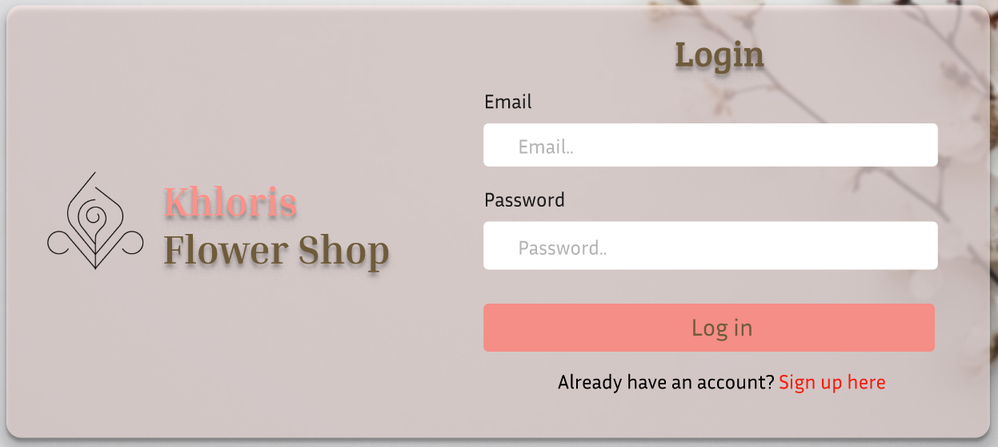 Khloris
Flower Shop
Login
Email
Email..
Password
Password..
Log in
Already have an account? Sign up here